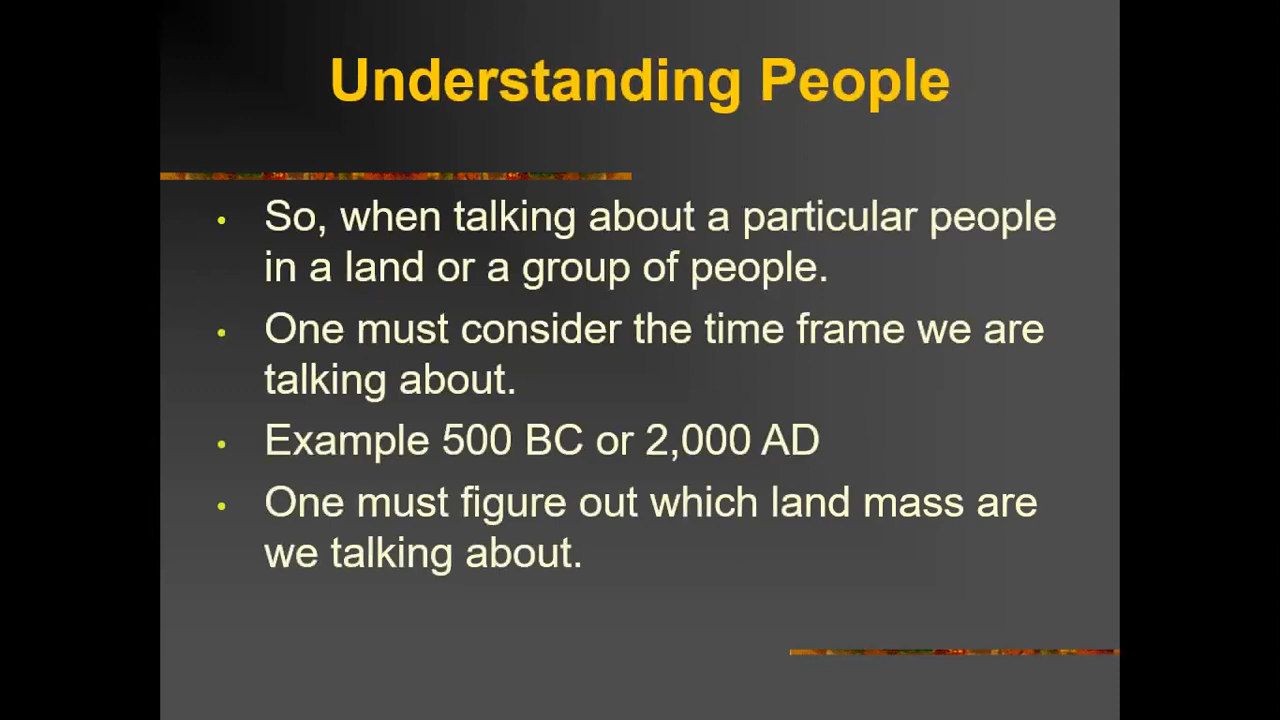 Understanding People
• So, when talking about a particular people
in a land or a group of people.
• One must consider the time frame we are
talking about.
• Example 500 BC or 2,000 AD
• One must figure out which land mass are
we talking about.